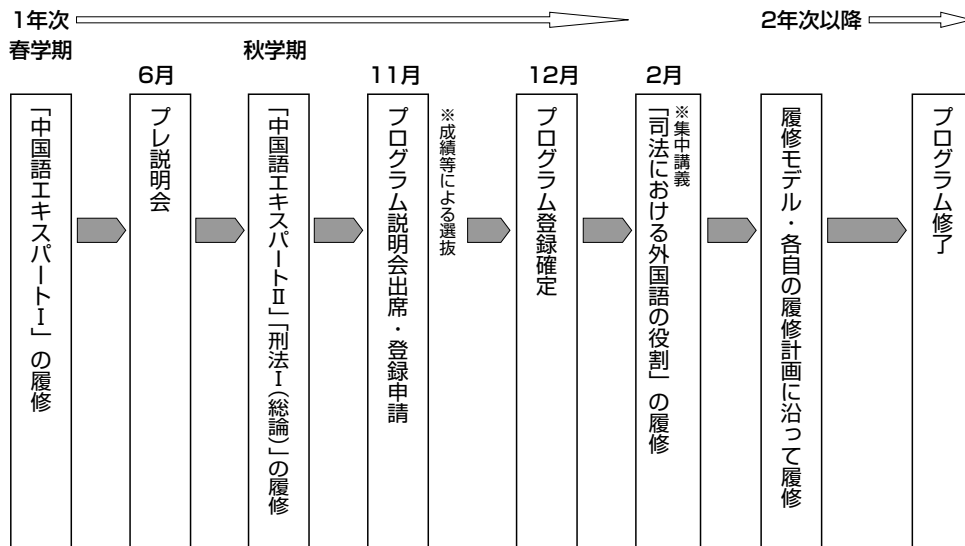 1年次
2年次以降
春学期
秋学期
6月
11月
12月
2月
「中国語エキスパートⅠ」の履修
プレ説明会
「中国語エキスパートⅡ」「刑法Ⅰ(総論)」の履修
プログラム説明会出席・登録申請
※成績等による選抜
プログラム登録確定
※集中講義
「司法における外国語の役割」の履修
履修モデル・各自の履修計画に沿って履修
プログラム修了